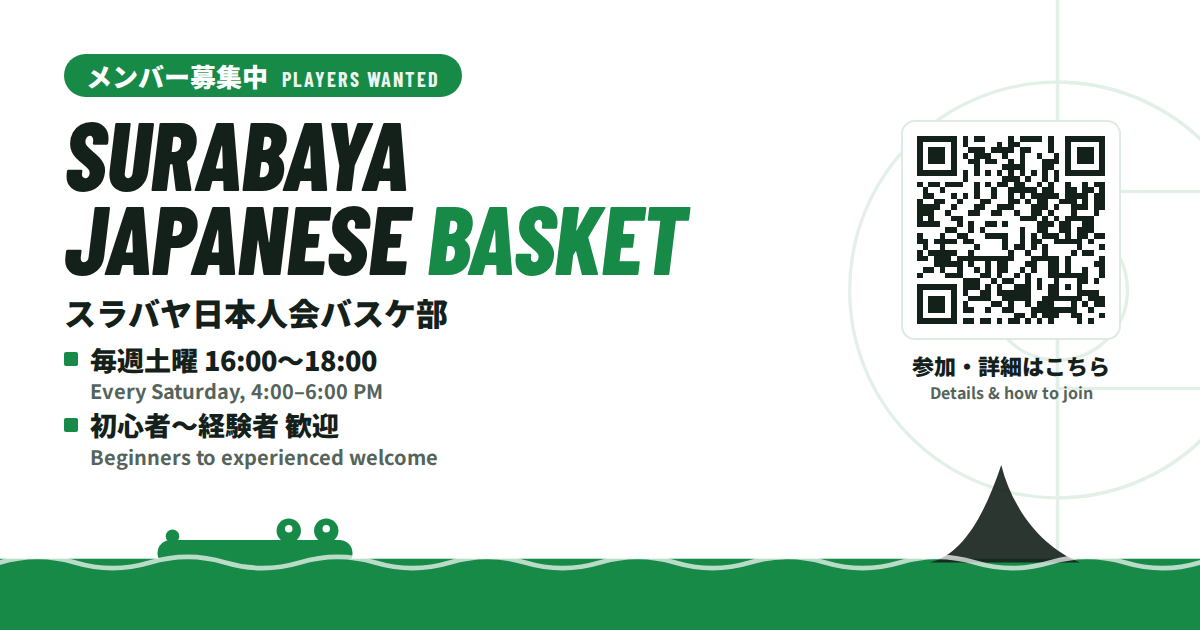 メンバー募集中 PLAYERS WANTED
SURABAYA
JAPANESE BASKET
スラバヤ日本人会バスケ部
毎週土曜 16:00〜18:00
Every Saturday, 4:00–6:00 PM
初心者〜経験者 歓迎
Beginners to experienced welcome
参加・詳細はこちら
Details & how to join